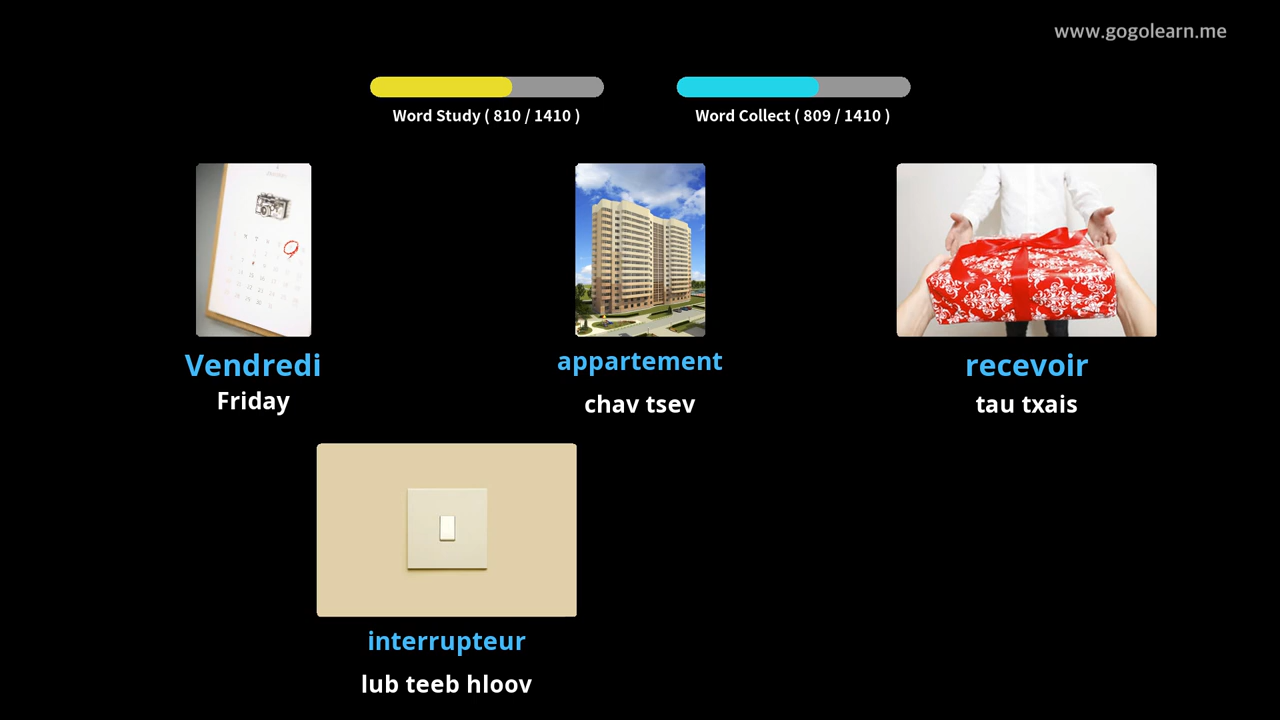 www.gogolearn.me
Word Study ( 810 / 1410 )
Word Collect ( 809 / 1410 )
Vendredi
Friday
appartement
chav tsev
recevoir
tau txais
interrupteur
lub teeb hloov